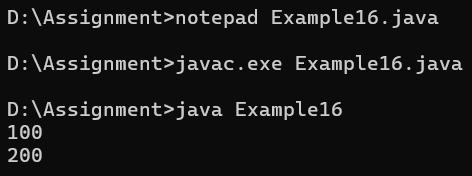 D:\Assignment>notepad Example16.java
D:\Assignment>javac.exe Example16.java
D:\Assignment>java Example16
100
200